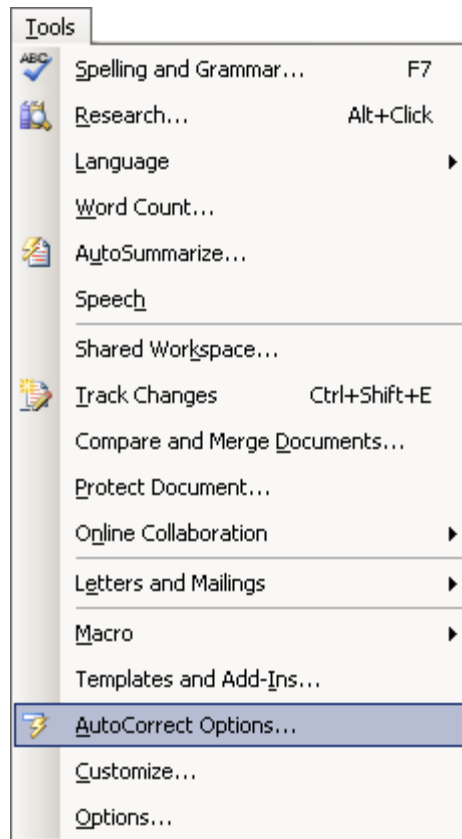 Tools
ABC
Spelling and Grammar... F7
Research... Alt+Click
Language
Word Count...
AutoSummarize...
Speech
Shared Workspace...
Track Changes Ctrl+Shift+E
Compare and Merge Documents...
Protect Document...
Online Collaboration
Letters and Mailings
Macro
Templates and Add-Ins...
AutoCorrect Options...
Customize...
Options...